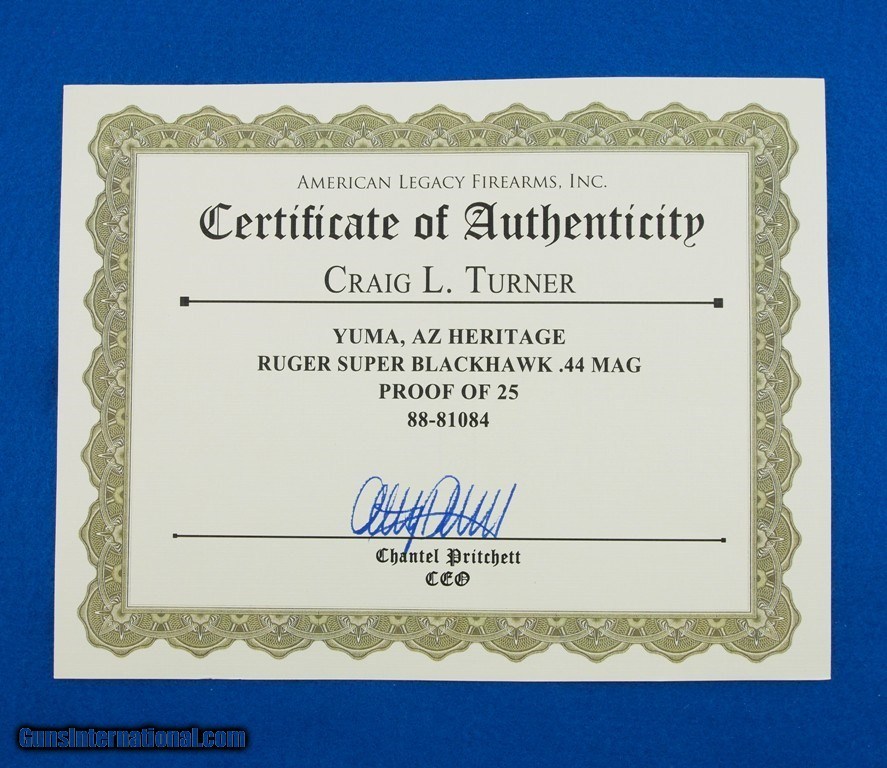 AMERICAN LEGACY FIREARMS, INC.
Certificate of Authenticity
CRAIG L. TURNER
YUMA, AZ HERITAGE
RUGER SUPER BLACKHAWK .44 MAG
PROOF OF 25
88-81084
Chantel Pritchett
CEO
GunsInternational.com